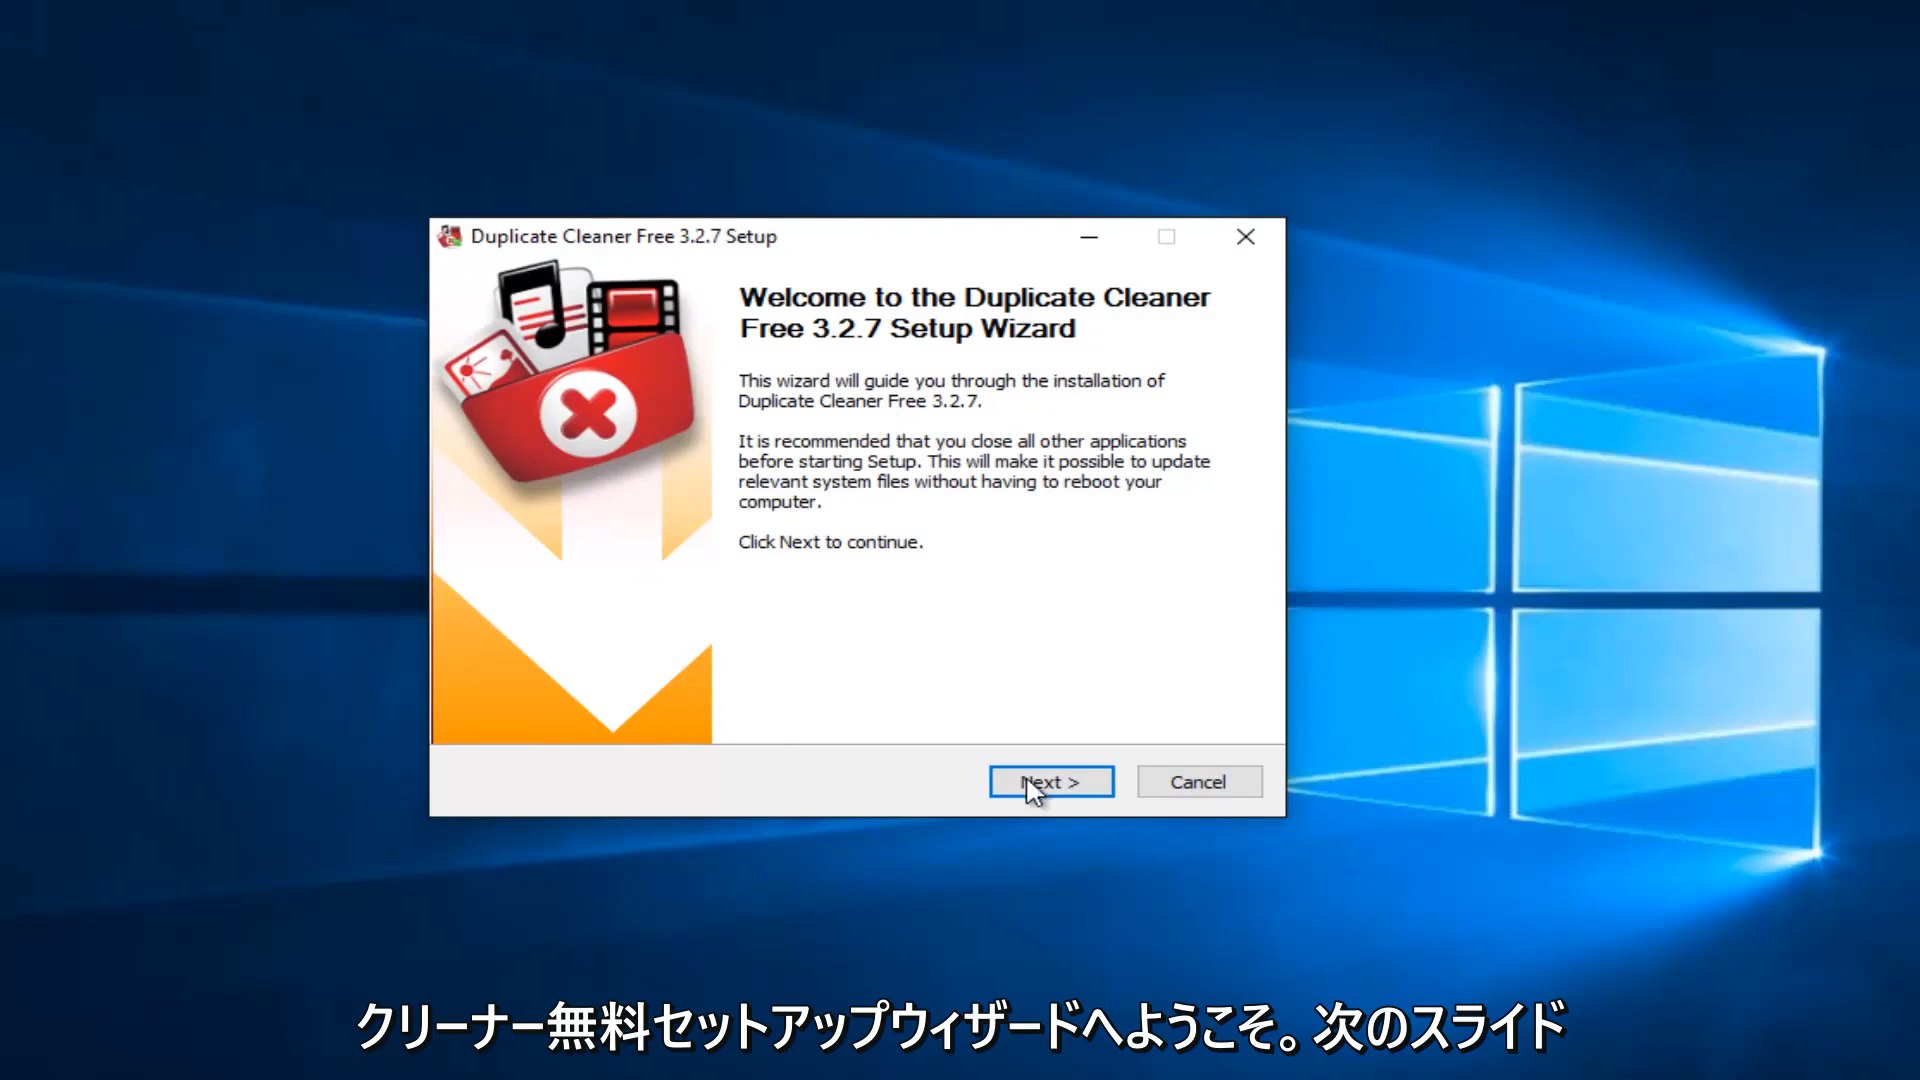 Duplicate Cleaner Free 3.2.7 Setup
Welcome to the Duplicate Cleaner
Free 3.2.7 Setup Wizard
This wizard will guide you through the installation of
Duplicate Cleaner Free 3.2.7.
It is recommended that you close all other applications
before starting Setup. This will make it possible to update
relevant system files without having to reboot your
computer.
Click Next to continue.
Next >
Cancel
クリーナー無料セットアップウィザードへようこそ。次のスライド